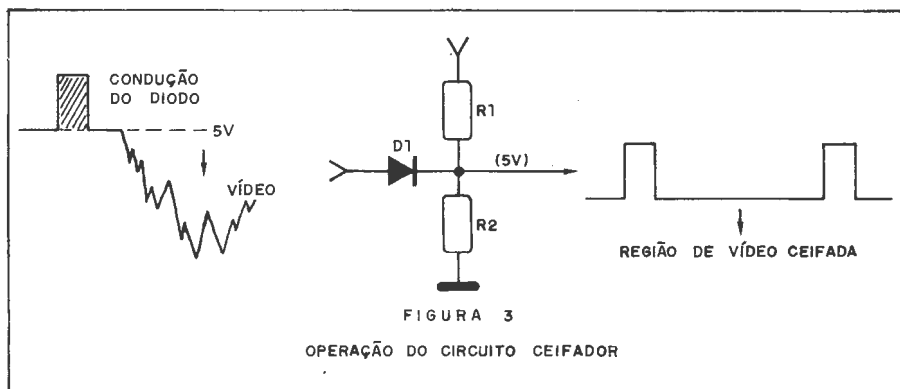 CONDUÇÃO
DO DIODO
5V
VÍDEO
R1
D1
(5V)
R2
REGIÃO DE VÍDEO CEIFADA
FIGURA 3
OPERAÇÃO DO CIRCUITO CEIFADOR